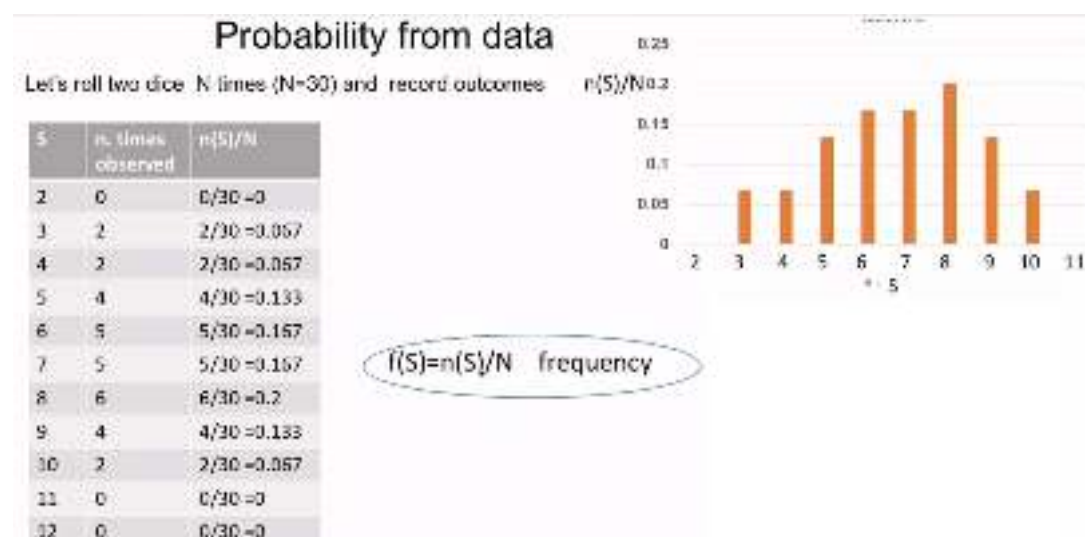 Probability from data
Let's roll two dice N times (N=30) and record outcomes
S n. times observed n(S)/N
2 0 0/30 =0
3 2 2/30 =0.067
4 2 2/30 =0.067
5 4 4/30 =0.133
6 5 5/30 =0.167
7 5 5/30 =0.167
8 6 6/30 =0.2
9 4 4/30 =0.133
10 2 2/30 =0.067
11 0 0/30 =0
12 0 0/30 =0
f(S)=n(S)/N frequency
n(S)/N
0.25
0.2
0.15
0.1
0.05
0
2 3 4 5 6 7 8 9 10 11
S